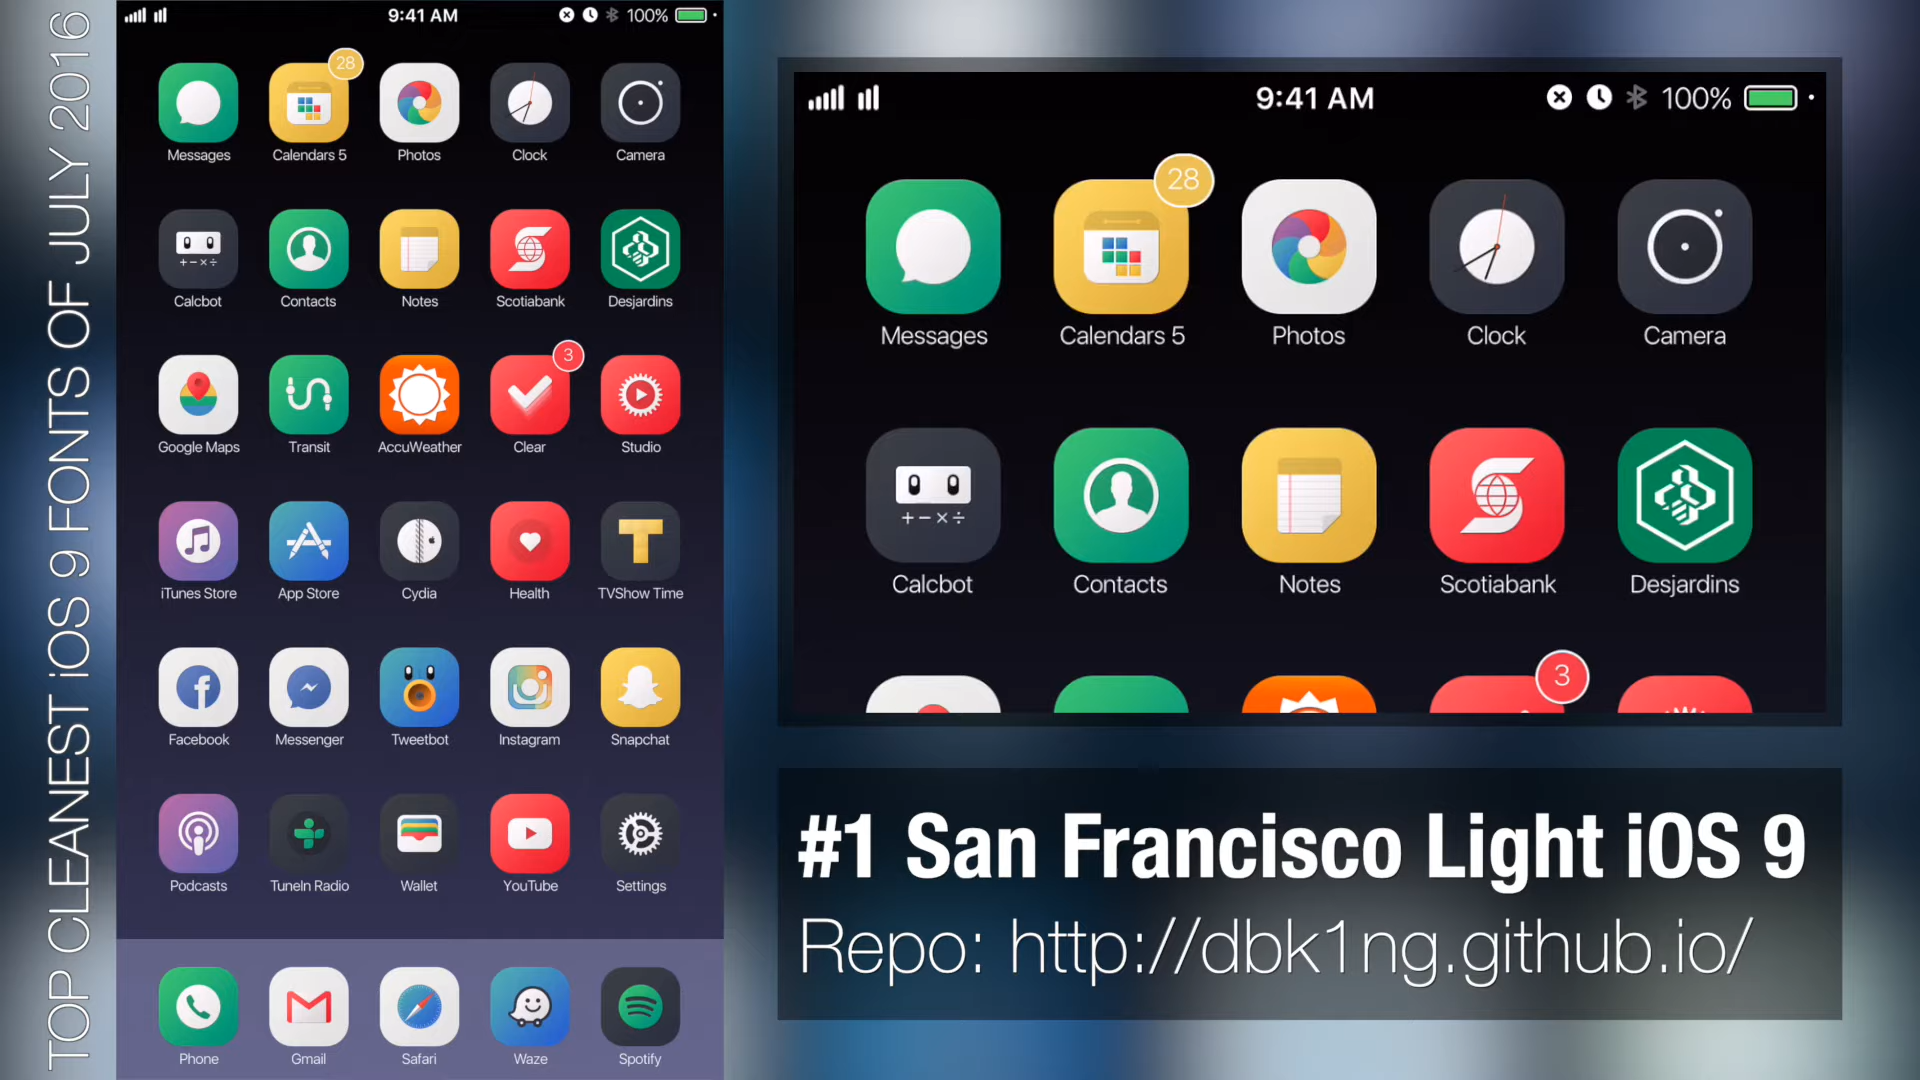 TOP CLEANEST iOS 9 FONTS OF JULY 2016
9:41 AM
100%
28
Messages
Calendars 5
Photos
Clock
Camera
Calcbot
Contacts
Notes
Scotiabank
Desjardins
3
Google Maps
Transit
AccuWeather
Clear
Studio
iTunes Store
App Store
Cydia
Health
TVShow Time
Facebook
Messenger
Tweetbot
Instagram
Snapchat
Podcasts
TuneIn Radio
Wallet
YouTube
Settings
Phone
Gmail
Safari
Waze
Spotify
9:41 AM
100%
28
Messages
Calendars 5
Photos
Clock
Camera
Calcbot
Contacts
Notes
Scotiabank
Desjardins
3
#1 San Francisco Light iOS 9
Repo: http://dbk1ng.github.io/